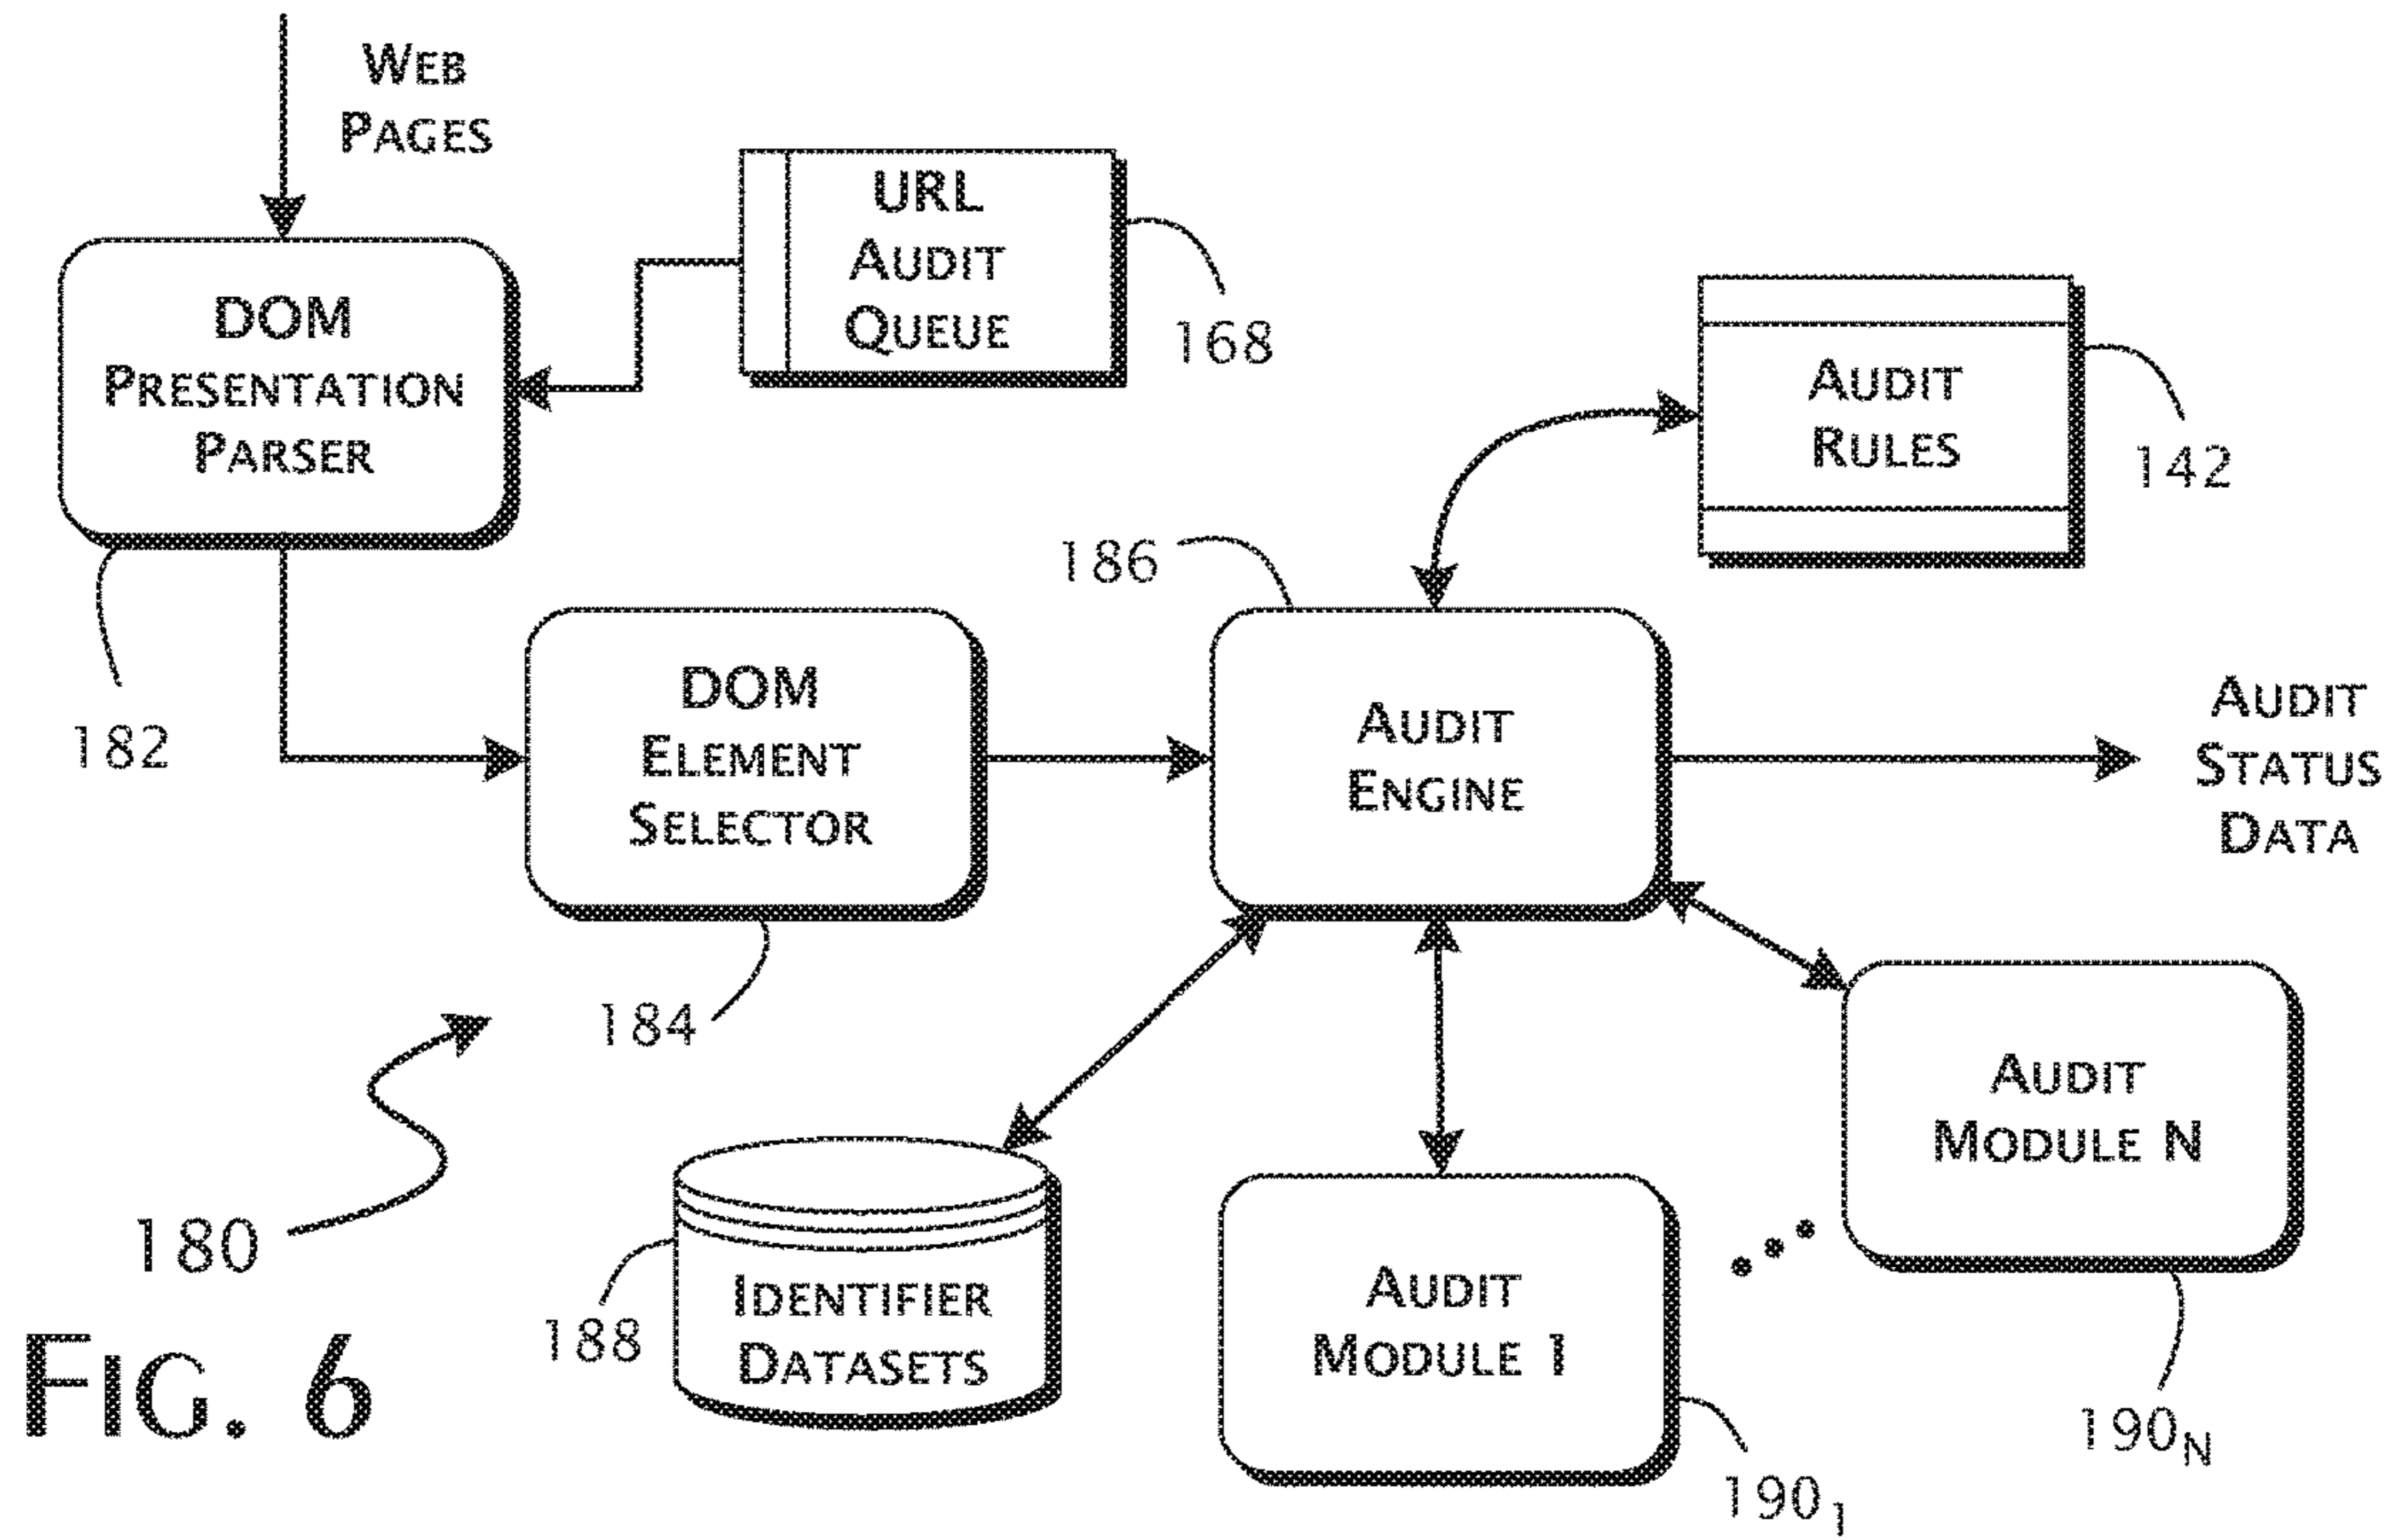 WEB
PAGES
URL
AUDIT
QUEUE
168
DOM
PRESENTATION
PARSER
182
AUDIT
RULES
142
186
DOM
ELEMENT
SELECTOR
184
AUDIT
ENGINE
AUDIT
STATUS
DATA
180
188
IDENTIFIER
DATASETS
AUDIT
MODULE 1
190₁
AUDIT
MODULE N
190N
FIG. 6